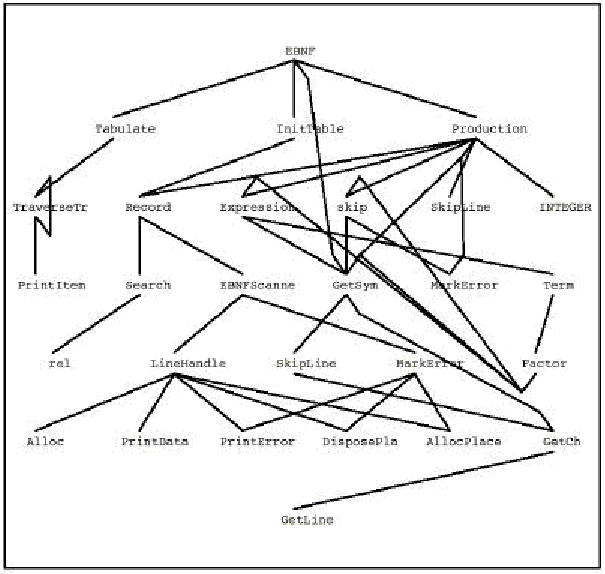 EBNF
Tabulate InitTable Production
TraverseTr Record Expression skip SkipLine INTEGER
PrintItem Search EBNFScanne GetSym MarkError Term
rel LineHandle SkipLine MarkError Factor
Alloc PrintData PrintError DisposePla AllocPlace GetCh
GetLine